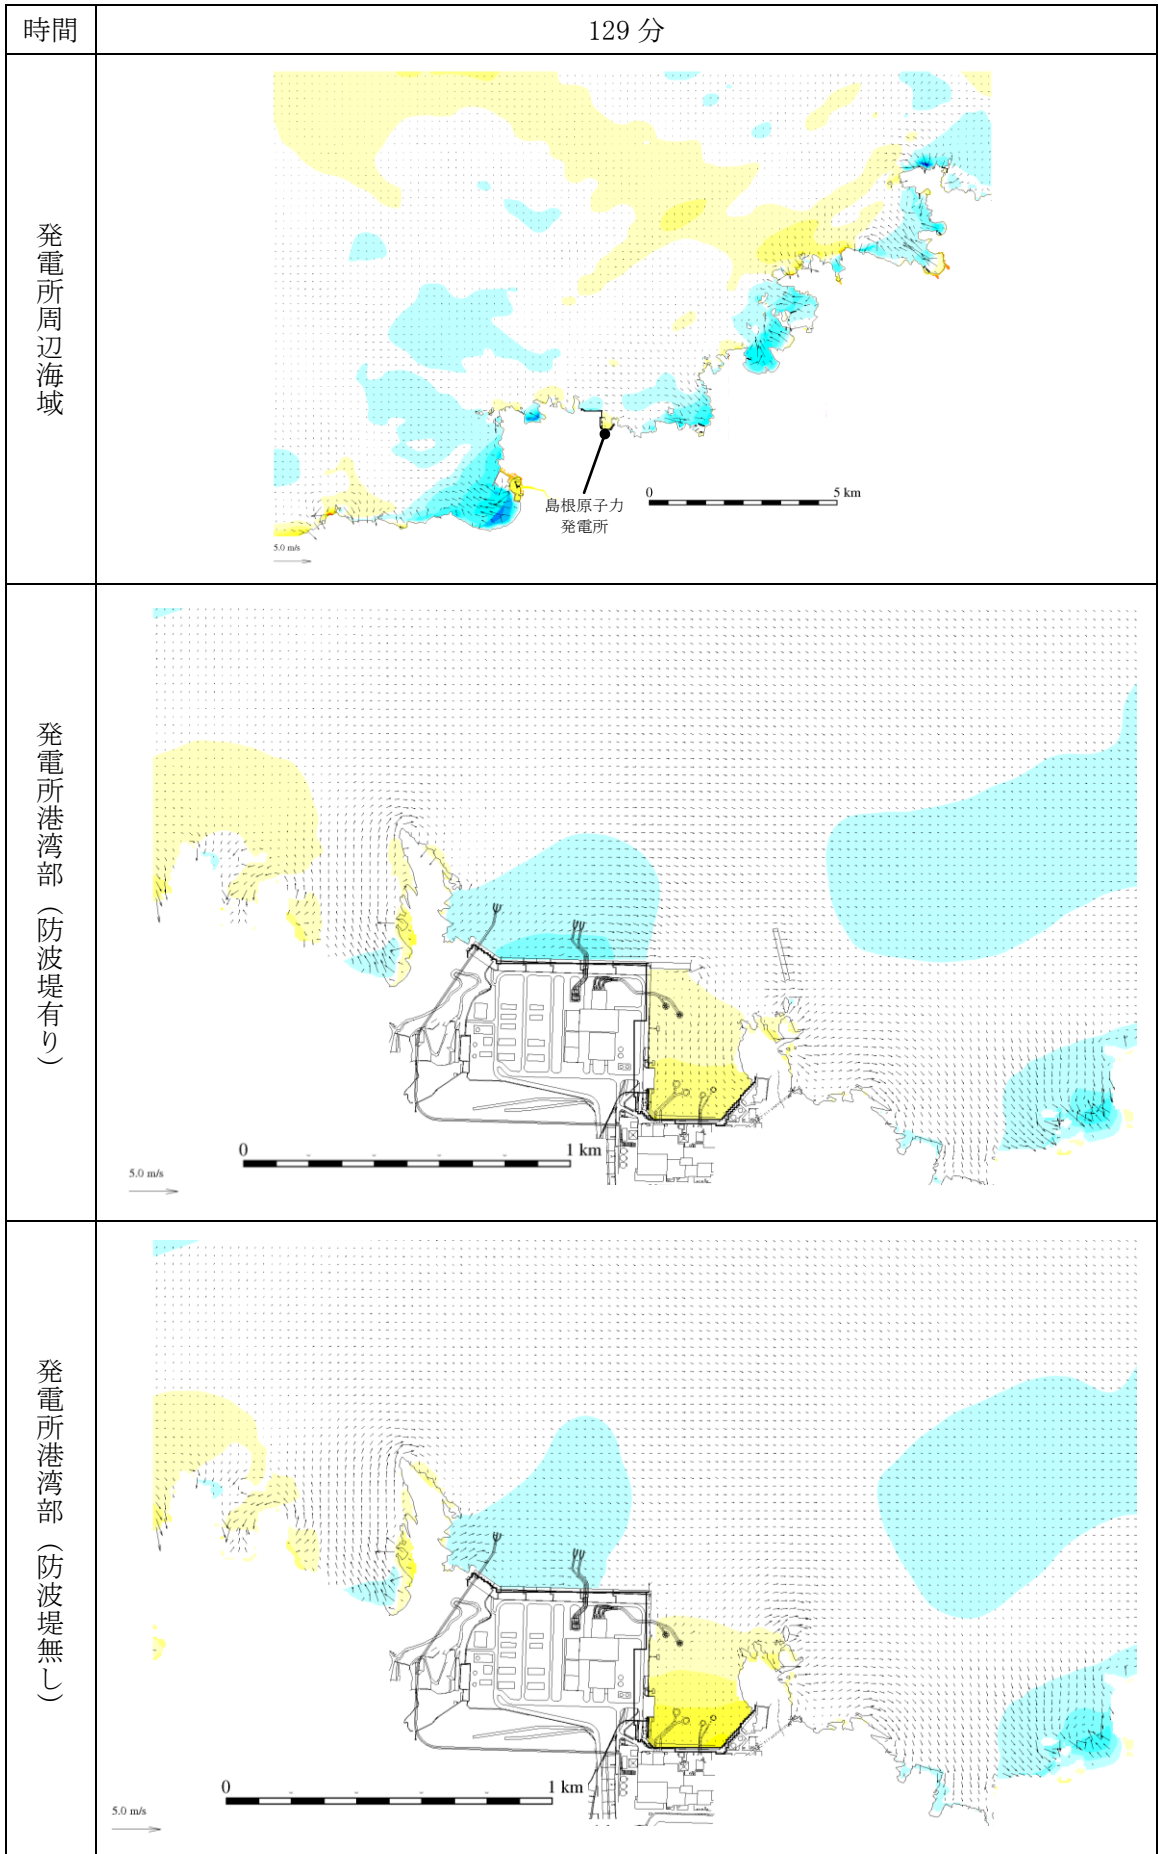 時間
129 分
発電所周辺海域
島根原子力
発電所
0 5 km
5.0 m/s
発電所港湾部（防波堤有り）
0 1 km
5.0 m/s
発電所港湾部（防波堤無し）
0 1 km
5.0 m/s